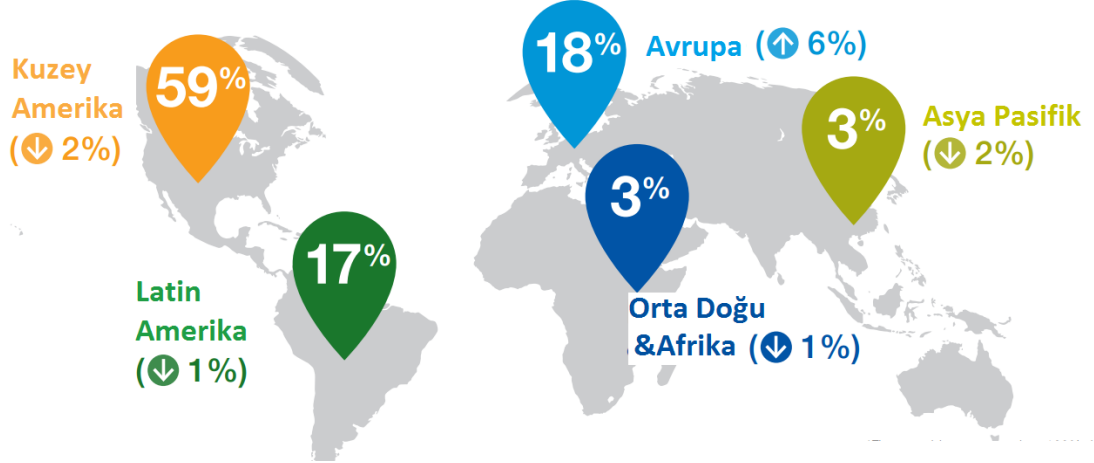 Kuzey
Amerika
(↓ 2%)
59%
18%
Avrupa (↑ 6%)
3%
Asya Pasifik
(↓ 2%)
3%
Orta Doğu
&Afrika (↓ 1%)
17%
Latin
Amerika
(↓ 1%)